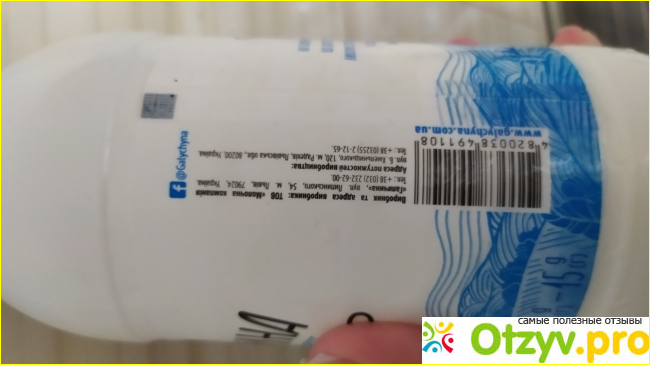 Виробник та адреса виробника: ТОВ «Молочна компанія
«Галичина», вул. Липинського, 54, м. Львів, 79024, Україна,
тел.: +38 (032) 232-62-00.
Адреса потужностей виробництва:
вул. Б. Хмельницького, 120, м. Радехів, Львівська обл. 80200, Україна.
тел.: +38 (03255) 2-12-65.
@Galychyna
www.galychyna.com.ua
4 820038 491108
самые полезные отзывы
Otzyv.pro